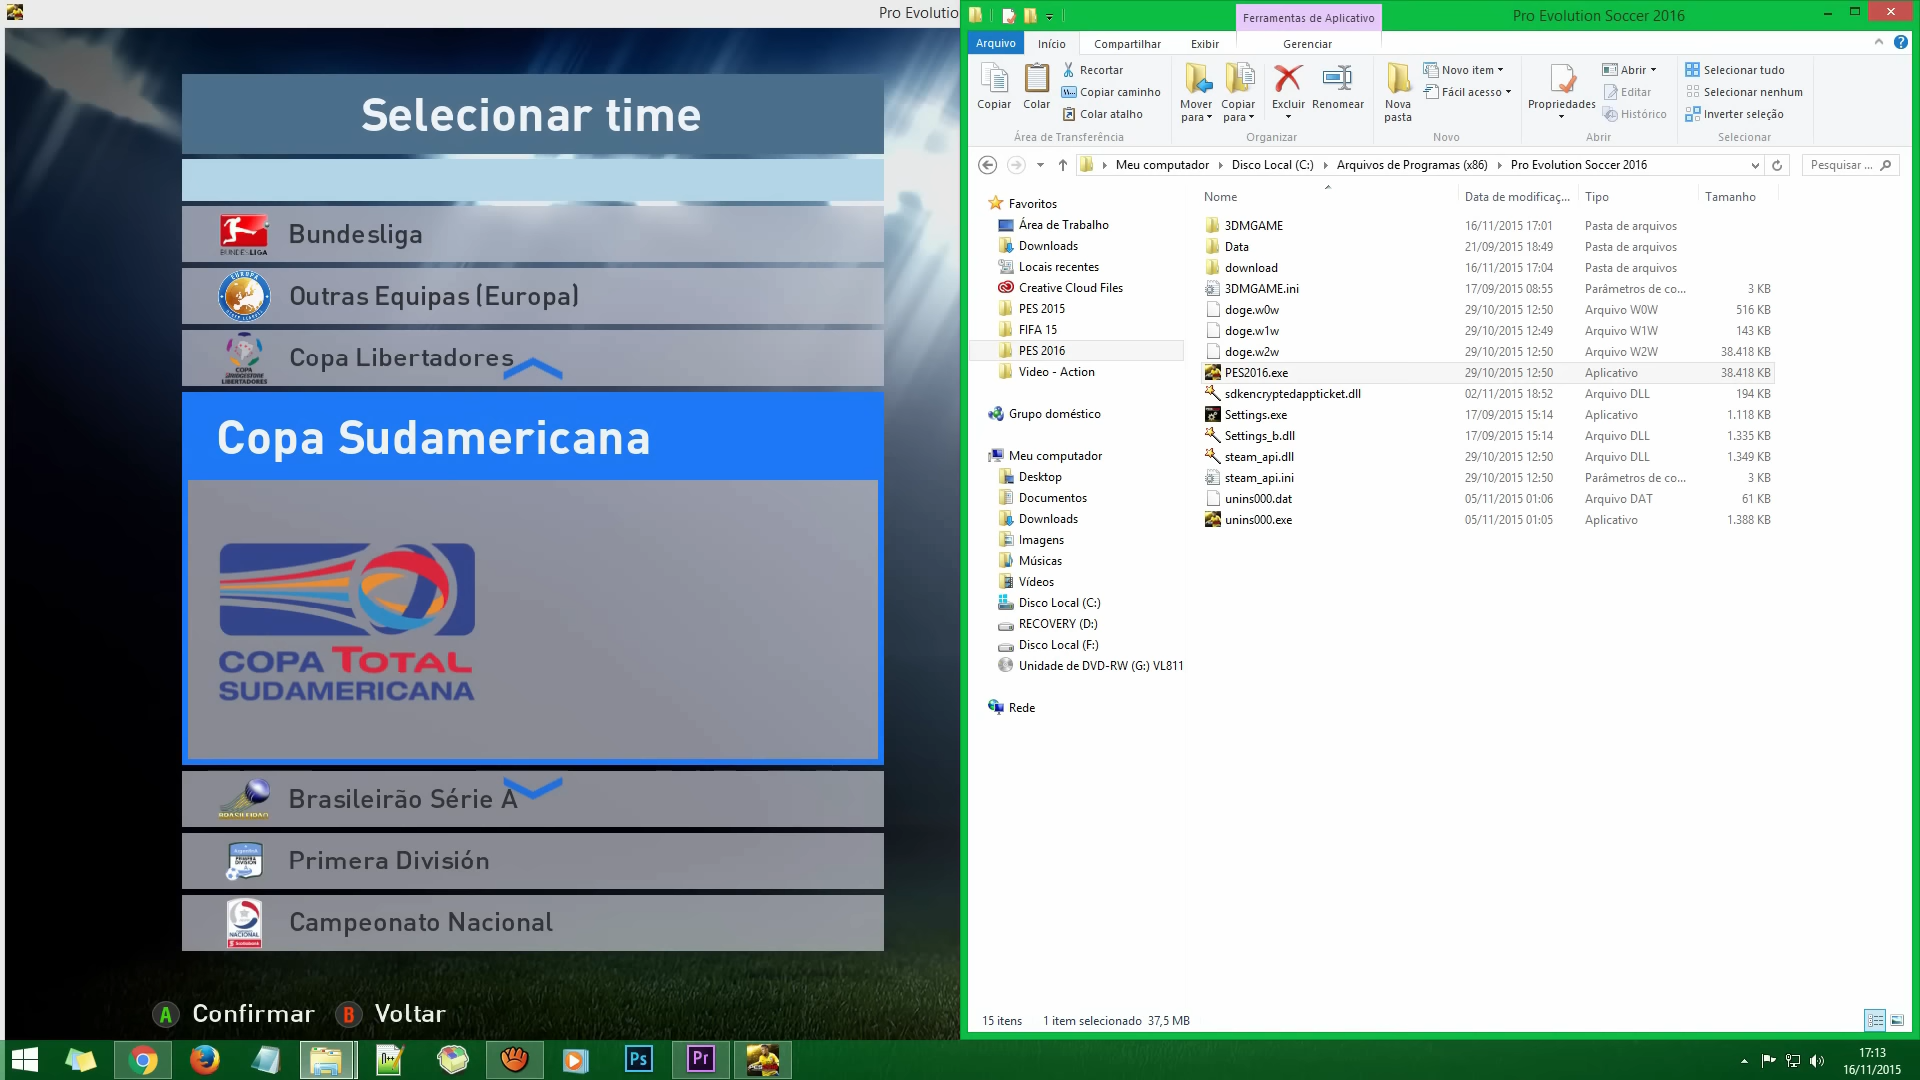 Pro Evolutio
Selecionar time
BUNDESLIGA
Bundesliga
Outras Equipas (Europa)
COPA
BRIDGESTONE
LIBERTADORES
Copa Libertadores
Copa Sudamericana
COPA TOTAL
SUDAMERICANA
BRASILEIRAO
Brasileirão Série A
PRIMERA
DIVISIÓN
Primera División
NACIONAL
Campeonato Nacional
A Confirmar B Voltar
Ferramentas de Aplicativo
Pro Evolution Soccer 2016
Arquivo Início Compartilhar Exibir Gerenciar
Copiar
Colar
Recortar
Copiar caminho
Colar atalho
Área de Transferência
Mover para
Copiar para
Excluir
Renomear
Organizar
Nova pasta
Novo item
Fácil acesso
Novo
Propriedades
Abrir
Editar
Histórico
Abrir
Selecionar tudo
Selecionar nenhum
Inverter seleção
Selecionar
Meu computador Disco Local (C:) Arquivos de Programas (x86) Pro Evolution Soccer 2016
Pesquisar ...
Favoritos
Área de Trabalho
Downloads
Locais recentes
Creative Cloud Files
PES 2015
FIFA 15
PES 2016
Video - Action
Grupo doméstico
Meu computador
Desktop
Documentos
Downloads
Imagens
Músicas
Vídeos
Disco Local (C:)
RECOVERY (D:)
Disco Local (F:)
Unidade de DVD-RW (G:) VL811
Rede
Nome Data de modificaç... Tipo Tamanho
3DMGAME 16/11/2015 17:01 Pasta de arquivos
Data 21/09/2015 18:49 Pasta de arquivos
download 16/11/2015 17:04 Pasta de arquivos
3DMGAME.ini 17/09/2015 08:55 Parâmetros de co... 3 KB
doge.w0w 29/10/2015 12:50 Arquivo W0W 516 KB
doge.w1w 29/10/2015 12:49 Arquivo W1W 143 KB
doge.w2w 29/10/2015 12:50 Arquivo W2W 38.418 KB
PES2016.exe 29/10/2015 12:50 Aplicativo 38.418 KB
sdkencryptedappticket.dll 02/11/2015 18:52 Arquivo DLL 194 KB
Settings.exe 17/09/2015 15:14 Aplicativo 1.118 KB
Settings_b.dll 17/09/2015 15:14 Arquivo DLL 1.335 KB
steam_api.dll 29/10/2015 12:50 Arquivo DLL 1.349 KB
steam_api.ini 29/10/2015 12:50 Parâmetros de co... 3 KB
unins000.dat 05/11/2015 01:06 Arquivo DAT 61 KB
unins000.exe 05/11/2015 01:05 Aplicativo 1.388 KB
15 itens 1 item selecionado 37,5 MB
Ps
Pr
17:13
16/11/2015